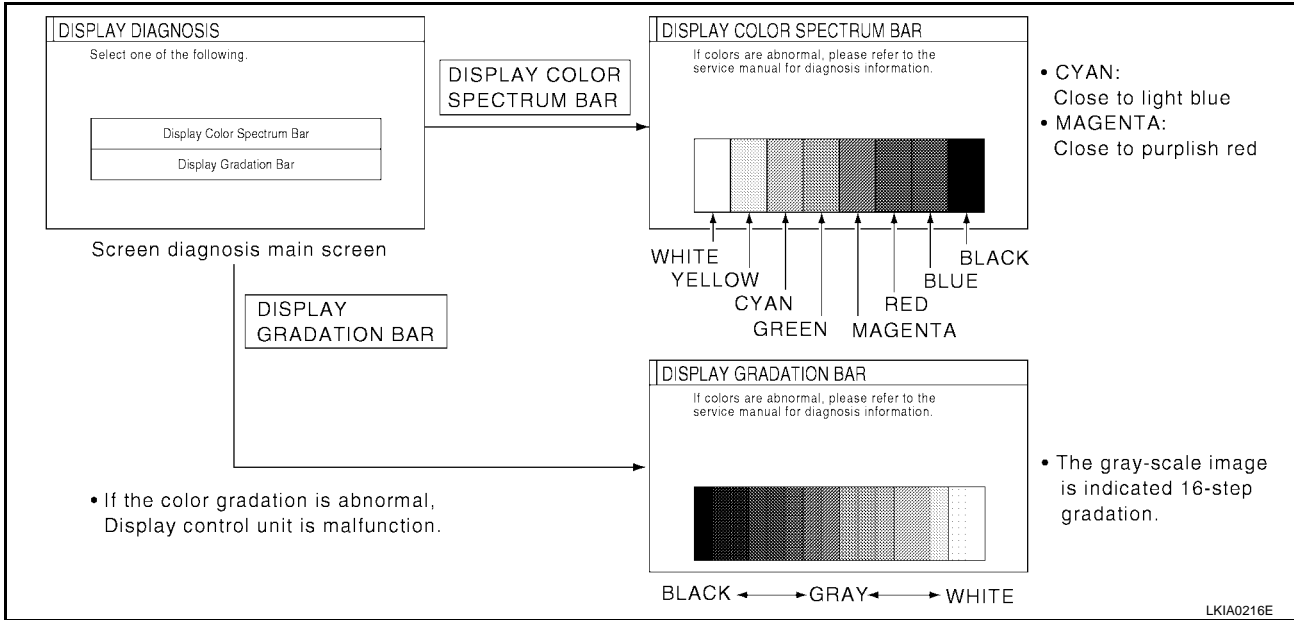 DISPLAY DIAGNOSIS
Select one of the following.
Display Color Spectrum Bar
Display Gradation Bar
Screen diagnosis main screen
DISPLAY COLOR
SPECTRUM BAR
DISPLAY COLOR SPECTRUM BAR
If colors are abnormal, please refer to the
service manual for diagnosis information.
WHITE
YELLOW
CYAN
GREEN
MAGENTA
RED
BLUE
BLACK
• CYAN:
Close to light blue
• MAGENTA:
Close to purplish red
DISPLAY
GRADATION BAR
• If the color gradation is abnormal,
Display control unit is malfunction.
DISPLAY GRADATION BAR
If colors are abnormal, please refer to the
service manual for diagnosis information.
BLACK GRAY WHITE
• The gray-scale image
is indicated 16-step
gradation.
LKIA0216E